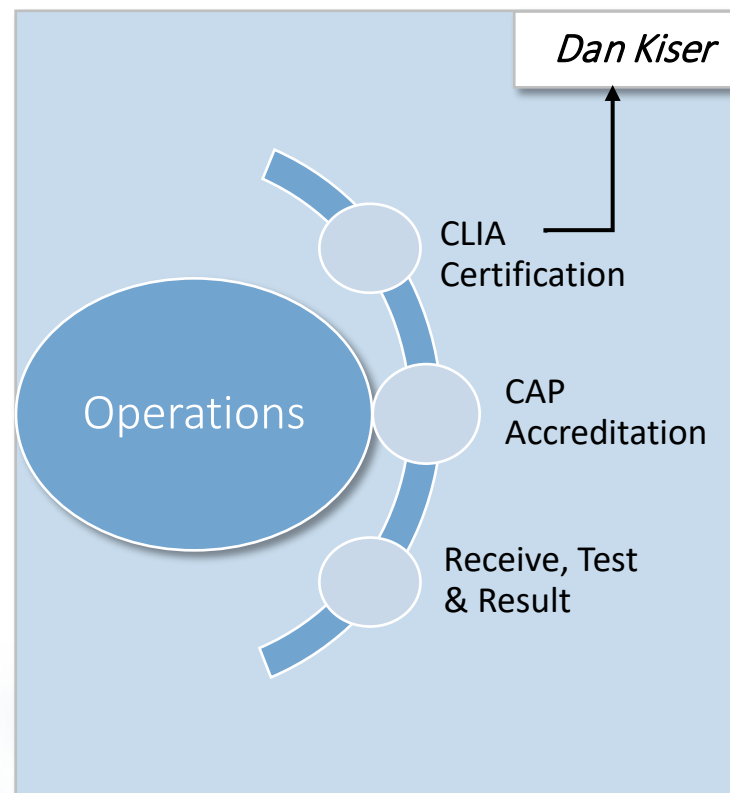 Dan Kiser
CLIA
Certification
Operations
CAP
Accreditation
Receive, Test
& Result